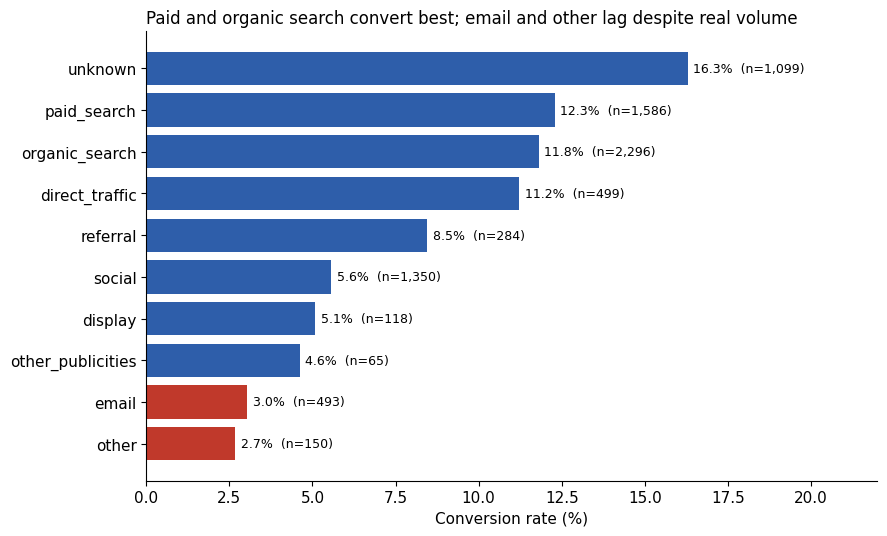 Paid and organic search convert best; email and other lag despite real volume
unknown 16.3% (n=1,099)
paid_search 12.3% (n=1,586)
organic_search 11.8% (n=2,296)
direct_traffic 11.2% (n=499)
referral 8.5% (n=284)
social 5.6% (n=1,350)
display 5.1% (n=118)
other_publicities 4.6% (n=65)
email 3.0% (n=493)
other 2.7% (n=150)
0.0 2.5 5.0 7.5 10.0 12.5 15.0 17.5 20.0
Conversion rate (%)